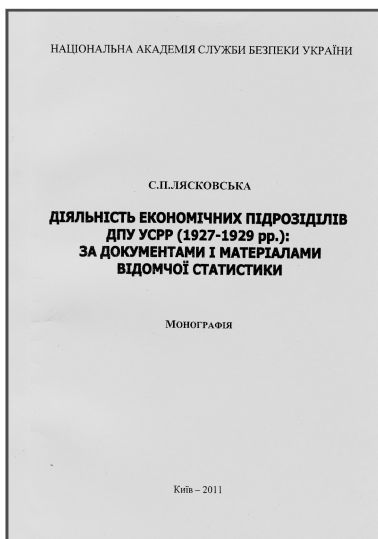 НАЦІОНАЛЬНА АКАДЕМІЯ СЛУЖБИ БЕЗПЕКИ УКРАЇНИ
С.П.ЛЯСКОВСЬКА
ДІЯЛЬНІСТЬ ЕКОНОМІЧНИХ ПІДРОЗІДІЛІВ
ДПУ УСРР (1927-1929 рр.):
ЗА ДОКУМЕНТАМИ І МАТЕРІАЛАМИ
ВІДОМЧОЇ СТАТИСТИКИ
МОНОГРАФІЯ
Київ – 2011